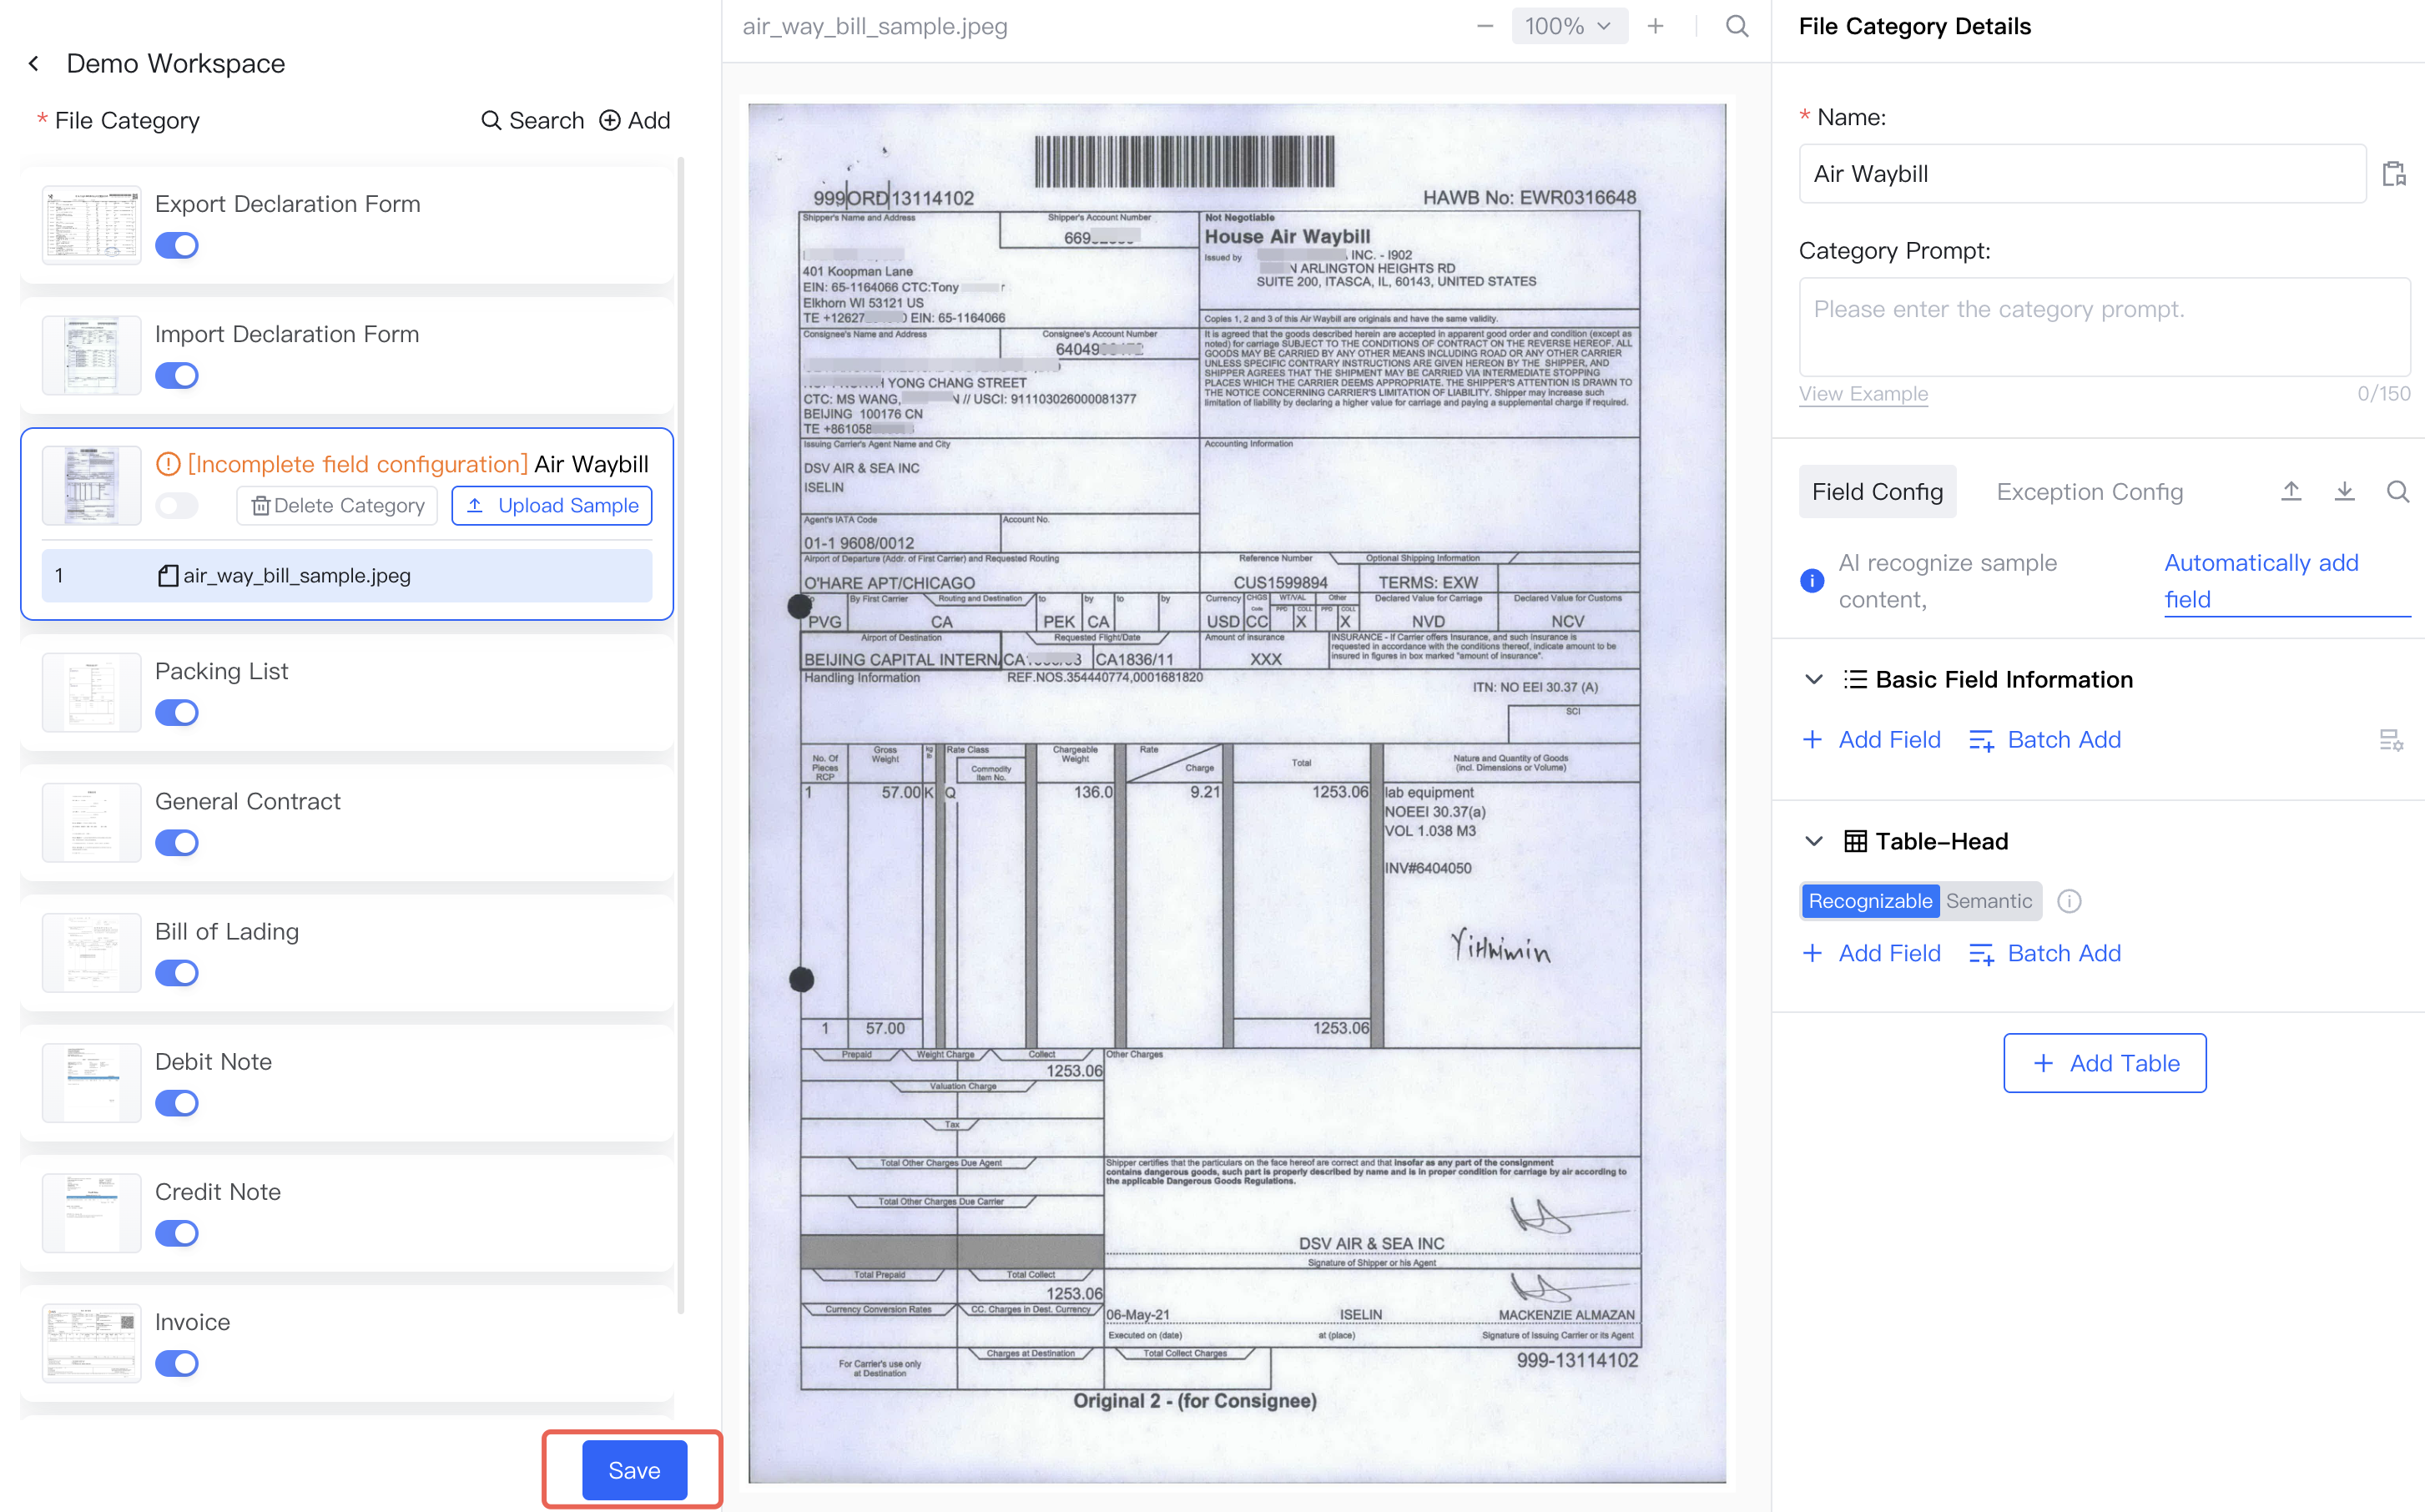 Demo Workspace
* File Category
Search
Add
Export Declaration Form
Import Declaration Form
[Incomplete field configuration] Air Waybill
Delete Category
Upload Sample
1 air_way_bill_sample.jpeg
Packing List
General Contract
Bill of Lading
Debit Note
Credit Note
Invoice
Save
air_way_bill_sample.jpeg
100%
999 ORD 13114102
HAWB No: EWR0316648
Shipper's Name and Address
Shipper's Account Number
669
401 Koopman Lane
EIN: 65-1164066 CTC:Tony
Elkhorn WI 53121 US
TE +12627 0 EIN: 65-1164066
Not Negotiable
House Air Waybill
Issued by
INC. - I902
N ARLINGTON HEIGHTS RD
SUITE 200, ITASCA, IL, 60143, UNITED STATES
Copies 1, 2 and 3 of this Air Waybill are originals and have the same validity.
Consignee's Name and Address
Consignee's Account Number
64049
YONG CHANG STREET
CTC: MS WANG, N // USCI: 911103026000081377
BEIJING 100176 CN
TE +861058
It is agreed that the goods described herein are accepted in apparent good order and condition (except as
noted) for carriage SUBJECT TO THE CONDITIONS OF CONTRACT ON THE REVERSE HEREOF. ALL
GOODS MAY BE CARRIED BY ANY OTHER MEANS INCLUDING ROAD OR ANY OTHER CARRIER
UNLESS SPECIFIC CONTRARY INSTRUCTIONS ARE GIVEN HEREON BY THE SHIPPER, AND
SHIPPER AGREES THAT THE SHIPMENT MAY BE CARRIED VIA INTERMEDIATE STOPPING
PLACES WHICH THE CARRIER DEEMS APPROPRIATE. THE SHIPPER'S ATTENTION IS DRAWN TO
THE NOTICE CONCERNING CARRIER'S LIMITATION OF LIABILITY. Shipper may increase such
limitation of liability by declaring a higher value for carriage and paying a supplemental charge if required.
Issuing Carrier's Agent Name and City
DSV AIR & SEA INC
ISELIN
Accounting Information
Agent's IATA Code
Account No.
01-1 9608/0012
Airport of Departure (Addr. of First Carrier) and Requested Routing
O'HARE APT/CHICAGO
Reference Number
Optional Shipping Information
CUS1599894
TERMS: EXW
By First Carrier
Routing and Destination
to by to by
PVG CA PEK CA
Currency CHGS Code WT/VAL Other
PPD COLL PPD COLL
Declared Value for Carriage
Declared Value for Customs
USD CC X X NVD NCV
Airport of Destination
Requested Flight/Date
Amount of insurance
BEIJING CAPITAL INTERN
CA
CA1836/11
XXX
INSURANCE - If Carrier offers Insurance, and such Insurance is
requested in accordance with the conditions thereof, indicate amount to be
insured in figures in box marked "amount of insurance".
Handling Information
REF.NOS.354440774,0001681820
ITN: NO EEI 30.37 (A)
SCI
No. Of Pieces RCP
Gross Weight
kg lb
Rate Class
Commodity Item No.
Chargeable Weight
Rate
Charge
Total
Nature and Quantity of Goods
(incl. Dimensions or Volume)
1 57.00 K Q 136.0 9.21 1253.06 lab equipment
NOEEI 30.37(a)
VOL 1.038 M3
INV#6404050
1 57.00 1253.06
Prepaid
Weight Charge
Collect
Other Charges
1253.06
Valuation Charge
Tax
Total Other Charges Due Agent
Shipper certifies that the particulars on the face hereof are correct and that insofar as any part of the consignment
contains dangerous goods, such part is properly described by name and is in proper condition for carriage by air according to
the applicable Dangerous Goods Regulations.
Total Other Charges Due Carrier
DSV AIR & SEA INC
Signature of Shipper or his Agent
Total Prepaid
Total Collect
1253.06
Currency Conversion Rates
CC. Charges in Dest. Currency
06-May-21 ISELIN MACKENZIE ALMAZAN
Executed on (date) at (place) Signature of Issuing Carrier or its Agent
For Carrier's use only
at Destination
Charges at Destination
Total Collect Charges
999-13114102
Original 2 - (for Consignee)
File Category Details
* Name:
Air Waybill
Category Prompt:
Please enter the category prompt.
View Example
0/150
Field Config
Exception Config
AI recognize sample
content,
Automatically add
field
Basic Field Information
Add Field
Batch Add
Table-Head
Recognizable
Semantic
Add Field
Batch Add
Add Table